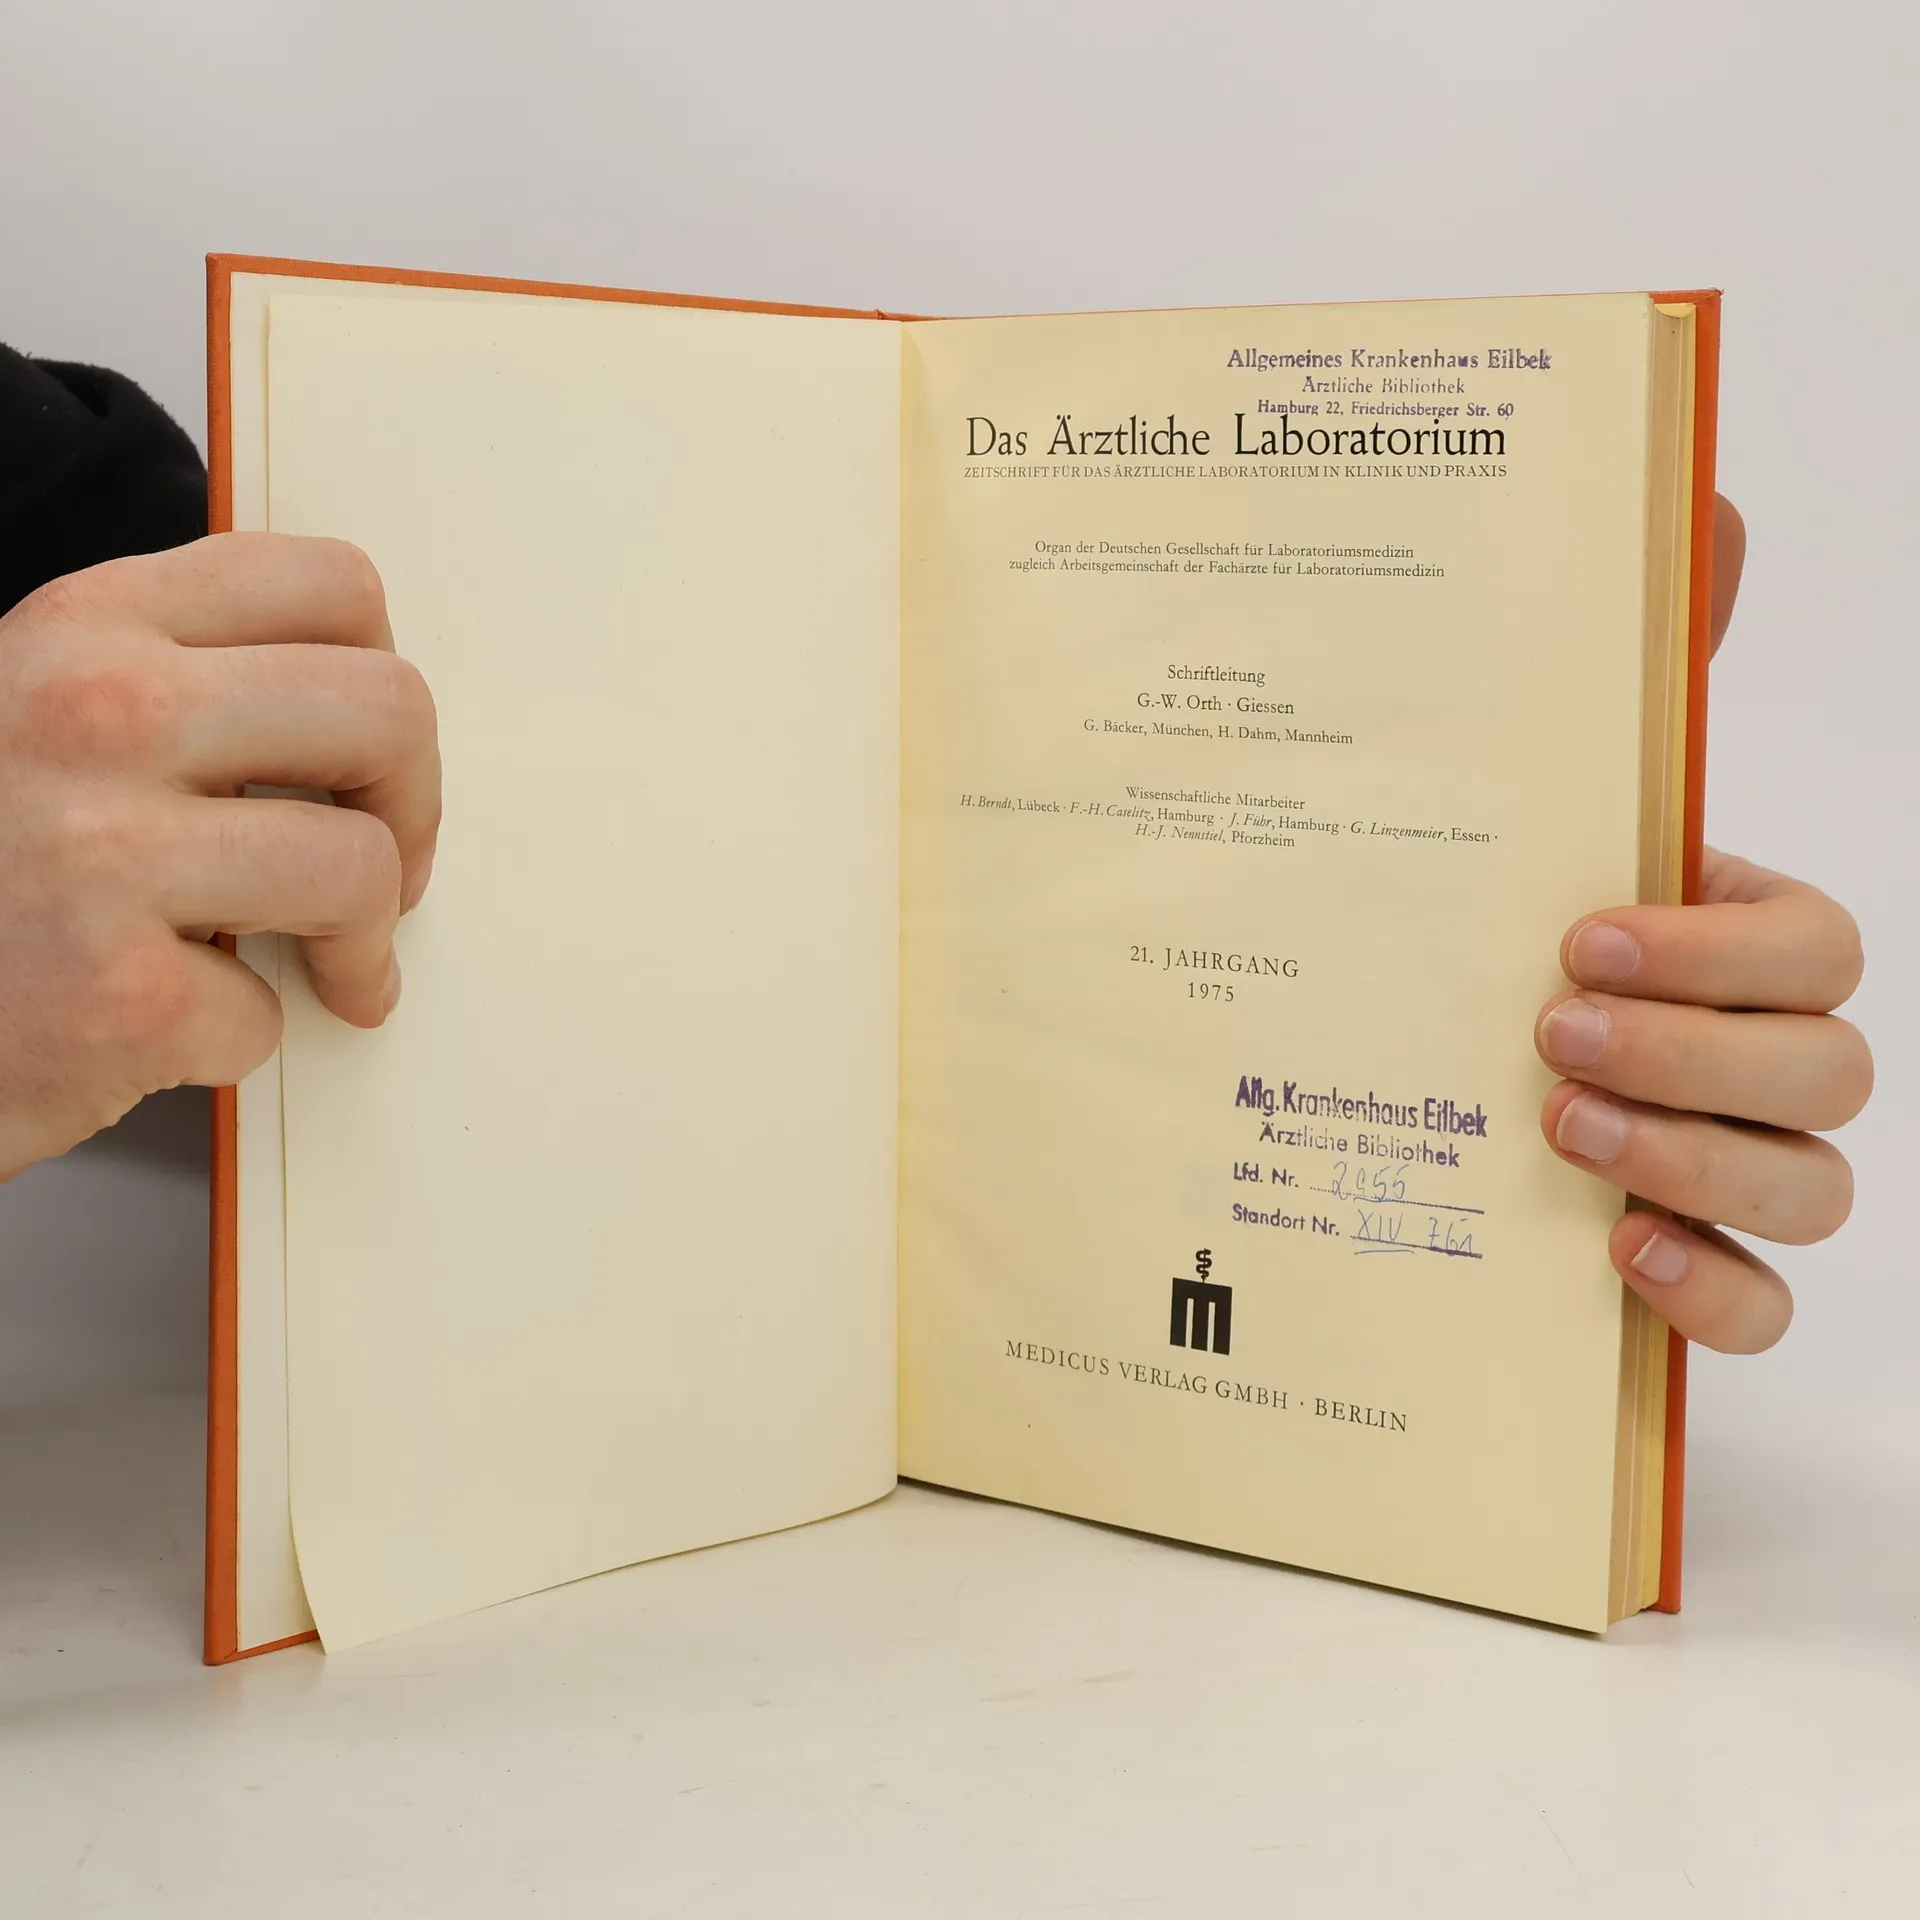 Allgemeines Krankenhaus Eilbek
Ärztliche Bibliothek
Hamburg 22, Friedrichsberger Str. 60
Das Ärztliche Laboratorium
ZEITSCHRIFT FÜR DAS ÄRZTLICHE LABORATORIUM IN KLINIK UND PRAXIS
Organ der Deutschen Gesellschaft für Laboratoriumsmedizin
zugleich Arbeitsgemeinschaft der Fachärzte für Laboratoriumsmedizin
Schriftleitung
G.-W. Orth · Giessen
G. Bäcker, München, H. Dahm, Mannheim
Wissenschaftliche Mitarbeiter
H. Berndt, Lübeck · F.-H. Caselitz, Hamburg · J. Führ, Hamburg · G. Linzenmeier, Essen ·
H.-J. Nennstiel, Pforzheim
21. JAHRGANG
1975
Allg. Krankenhaus Eilbek
Ärztliche Bibliothek
Lfd. Nr.
Standort Nr. XIV 761
m
MEDICUS VERLAG GMBH · BERLIN